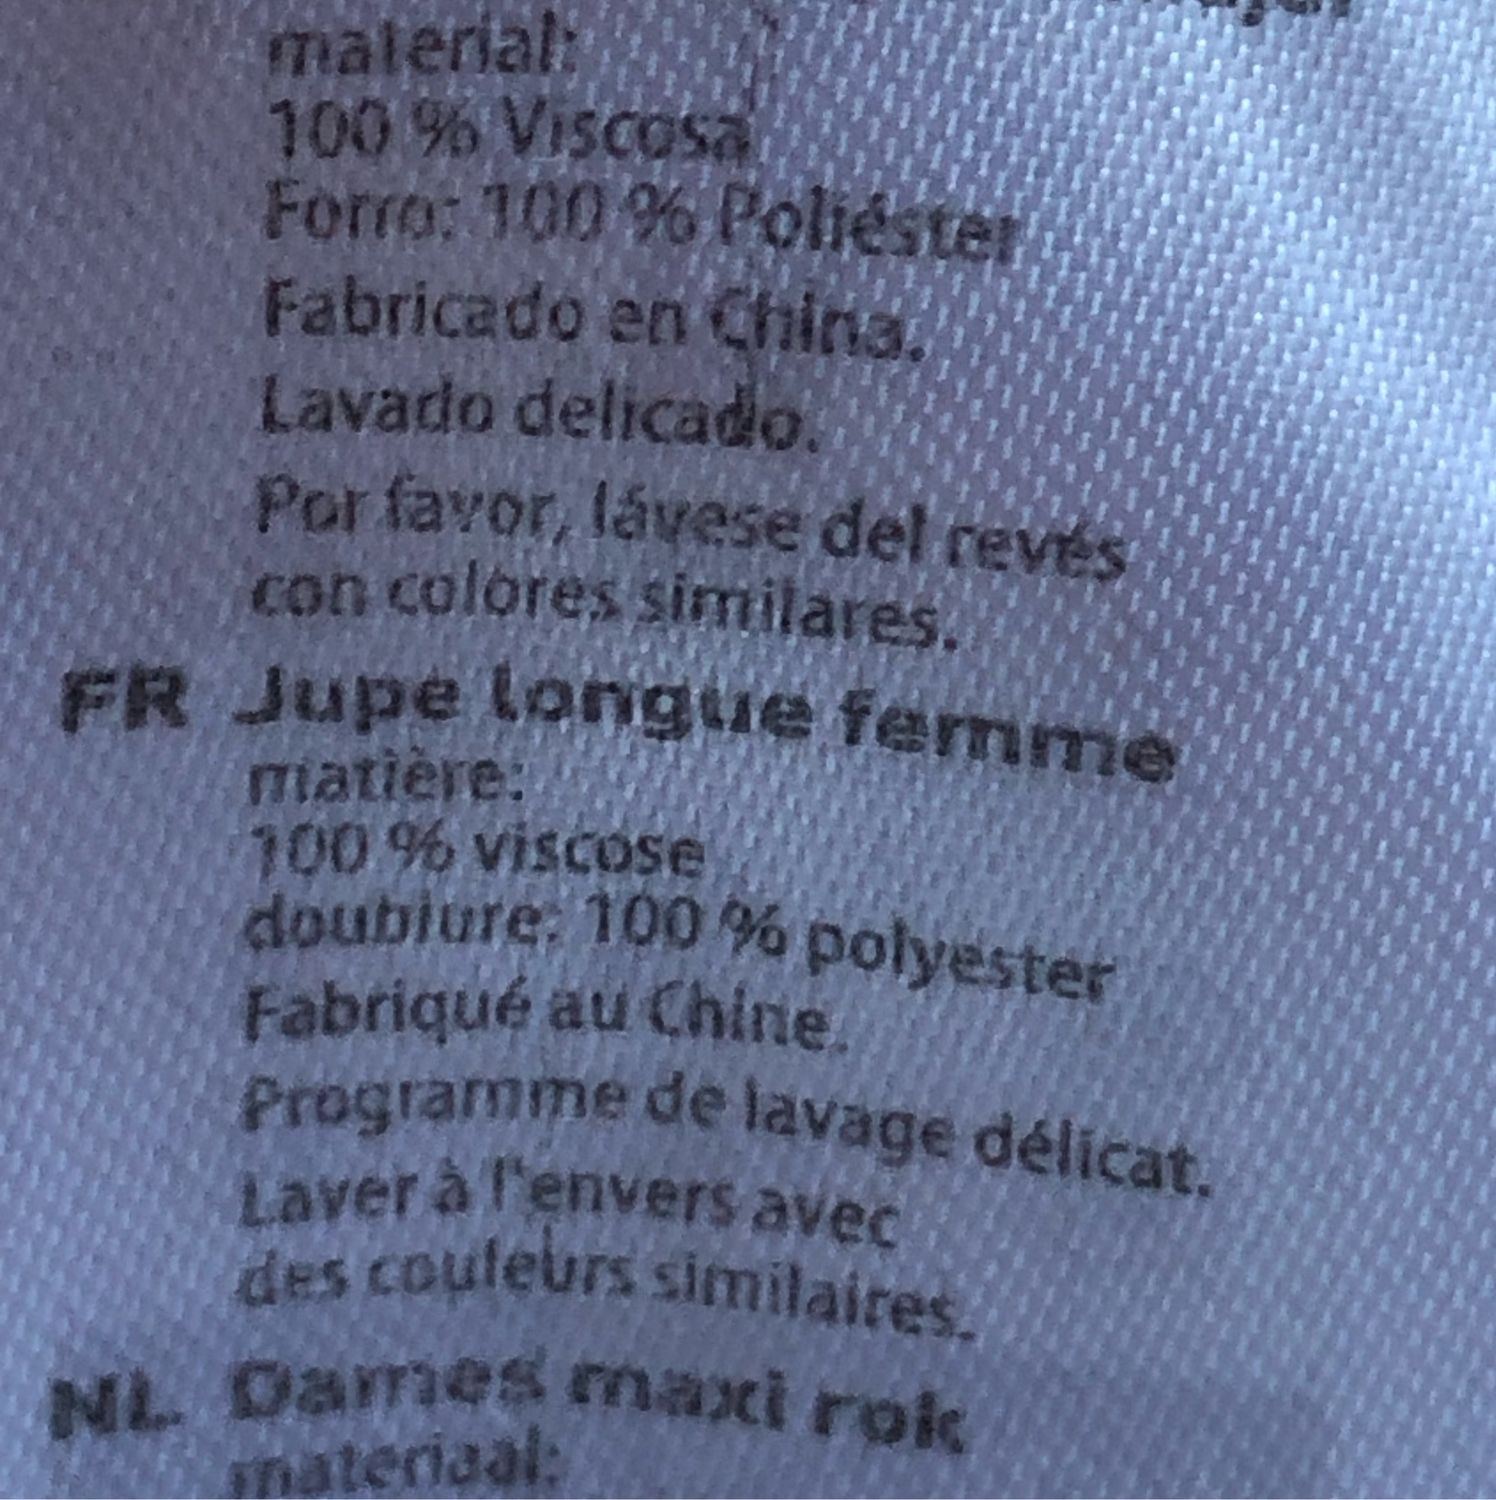 material:
100 % Viscosa
Forro: 100 % Poliéster
Fabricado en China.
Lavado delicado.
Por favor, lávese del revés
con colores similares.
FR Jupe longue femme
matière:
100 % viscose
doublure: 100 % polyester
Fabriqué au Chine.
Programme de lavage délicat.
Laver à l'envers avec
des couleurs similaires.
NL Dames maxi rok
materiaal: